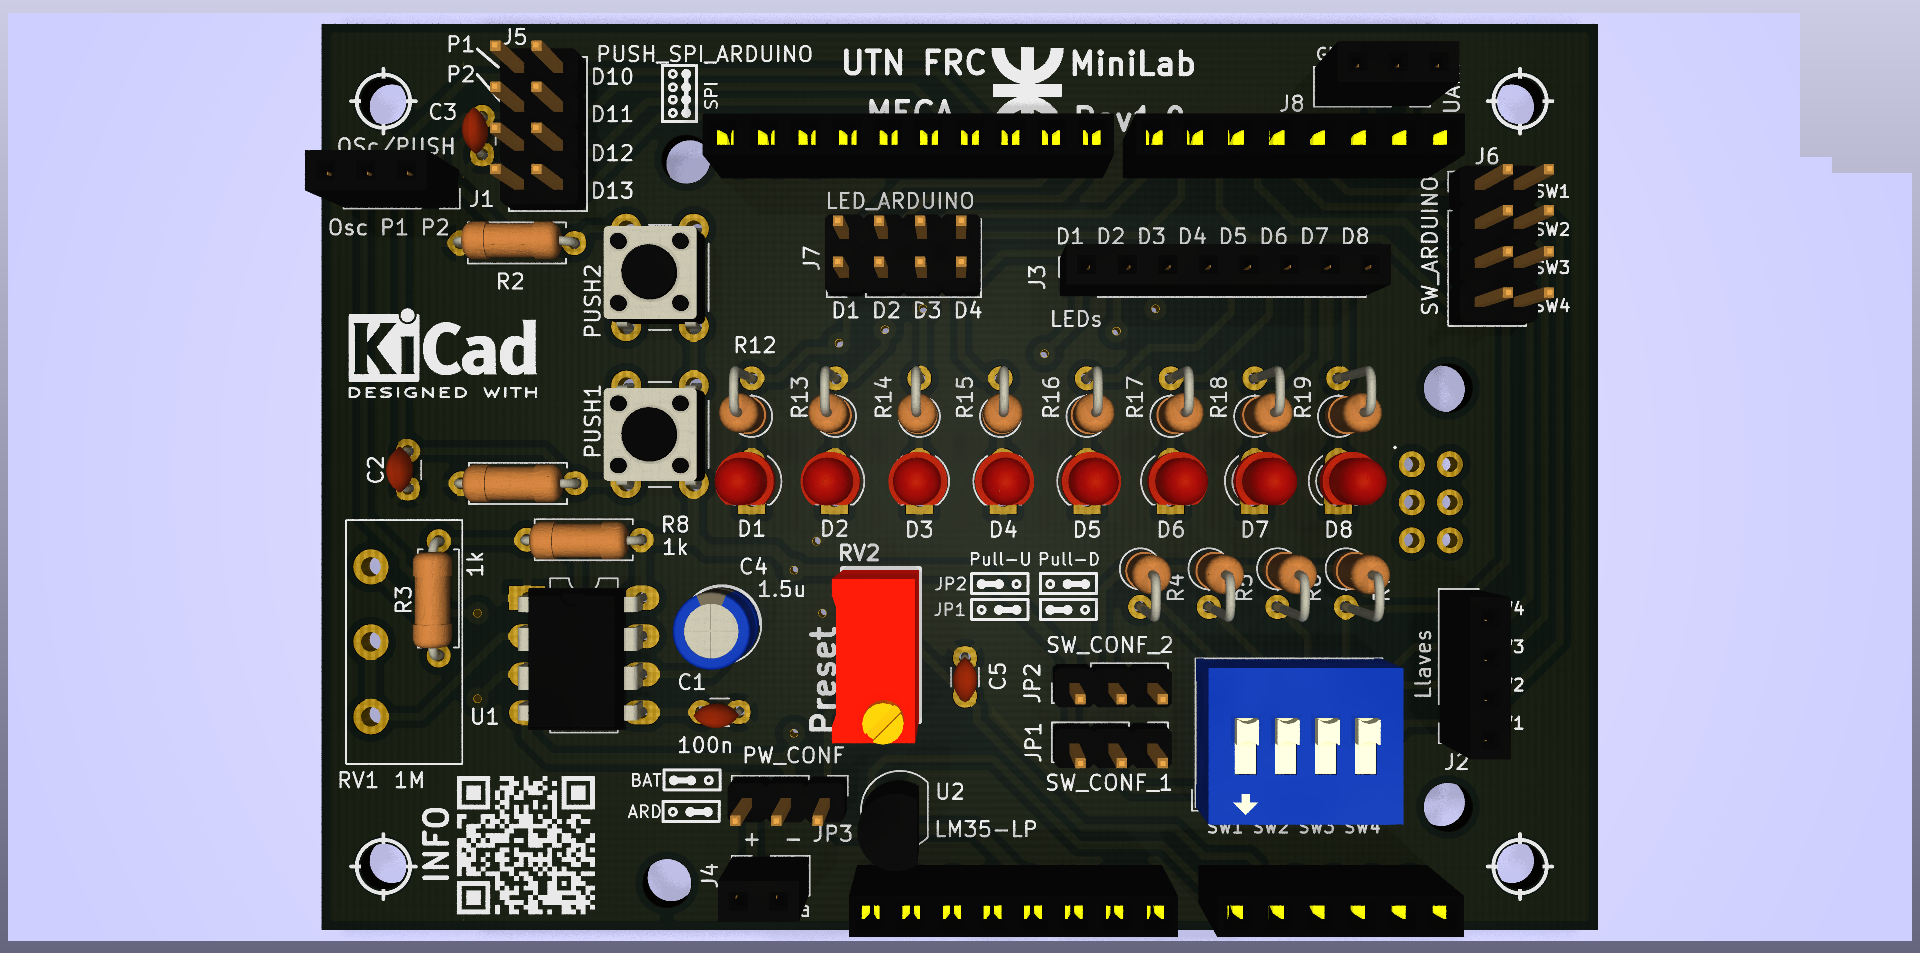 P1
J5
P2
PUSH_SPI_ARDUINO
D10
D11
D12
D13
SPI
UTN FRC MiniLab
MEGA Rev1.0
J8
C3
OSc/PUSH
J1
Osc P1 P2
R2
PUSH2
LED_ARDUINO
J7
D1 D2 D3 D4
D1 D2 D3 D4 D5 D6 D7 D8
J3
LEDs
J6
SW_ARDUINO
SW1
SW2
SW3
SW4
KiCad
DESIGNED WITH
PUSH1
R12
R13
R14
R15
R16
R17
R18
R19
C2
D1 D2 D3 D4 D5 D6 D7 D8
R8
1k
R3
1k
C4
1.5u
RV2
Preset
Pull-U Pull-D
JP2
JP1
R4
U1
C1
100n
C5
SW_CONF_2
JP2
JP1
SW_CONF_1
Llaves
J2
RV1 1M
PW_CONF
BAT
ARD
JP3
+ -
J4
U2
LM35-LP
SW1 SW2 SW3 SW4
INFO